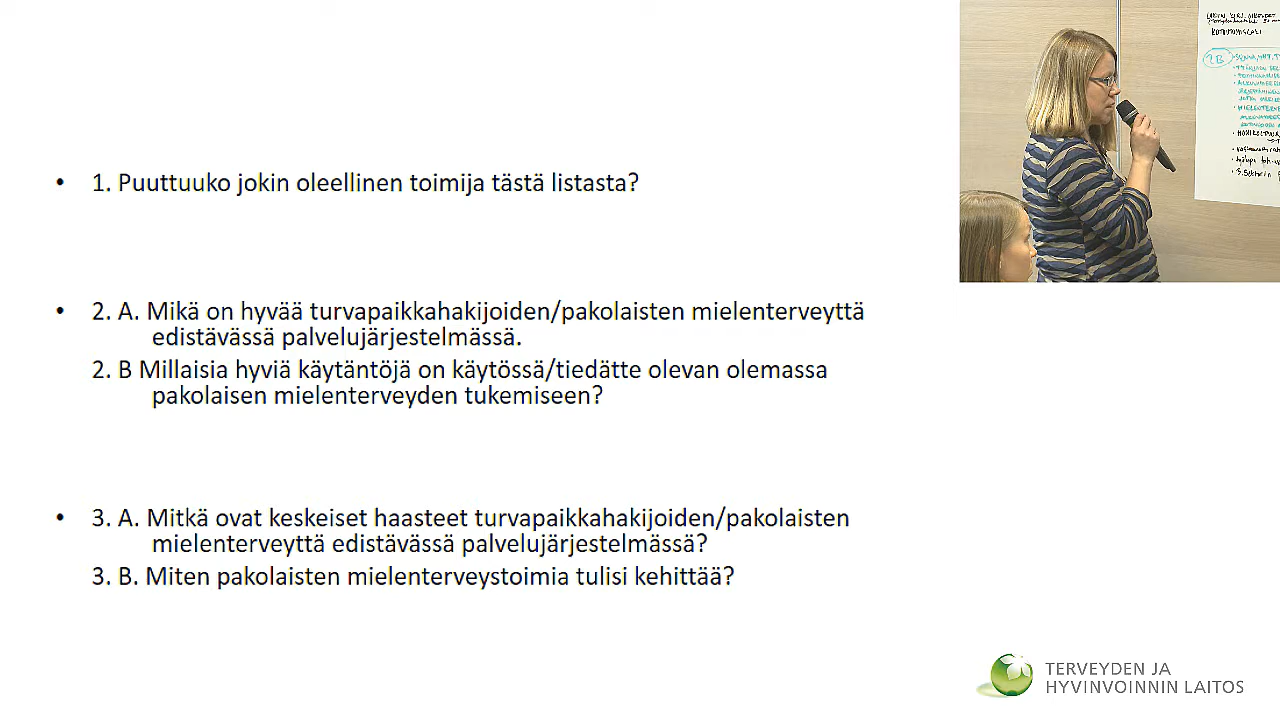 • 1. Puuttuuko jokin oleellinen toimija tästä listasta?
• 2. A. Mikä on hyvää turvapaikkahakijoiden/pakolaisten mielenterveyttä
edistävässä palvelujärjestelmässä.
2. B Millaisia hyviä käytäntöjä on käytössä/tiedätte olevan olemassa
pakolaisen mielenterveyden tukemiseen?
• 3. A. Mitkä ovat keskeiset haasteet turvapaikkahakijoiden/pakolaisten
mielenterveyttä edistävässä palvelujärjestelmässä?
3. B. Miten pakolaisten mielenterveystoimia tulisi kehittää?
TERVEYDEN JA
HYVINVOINNIN LAITOS
2B